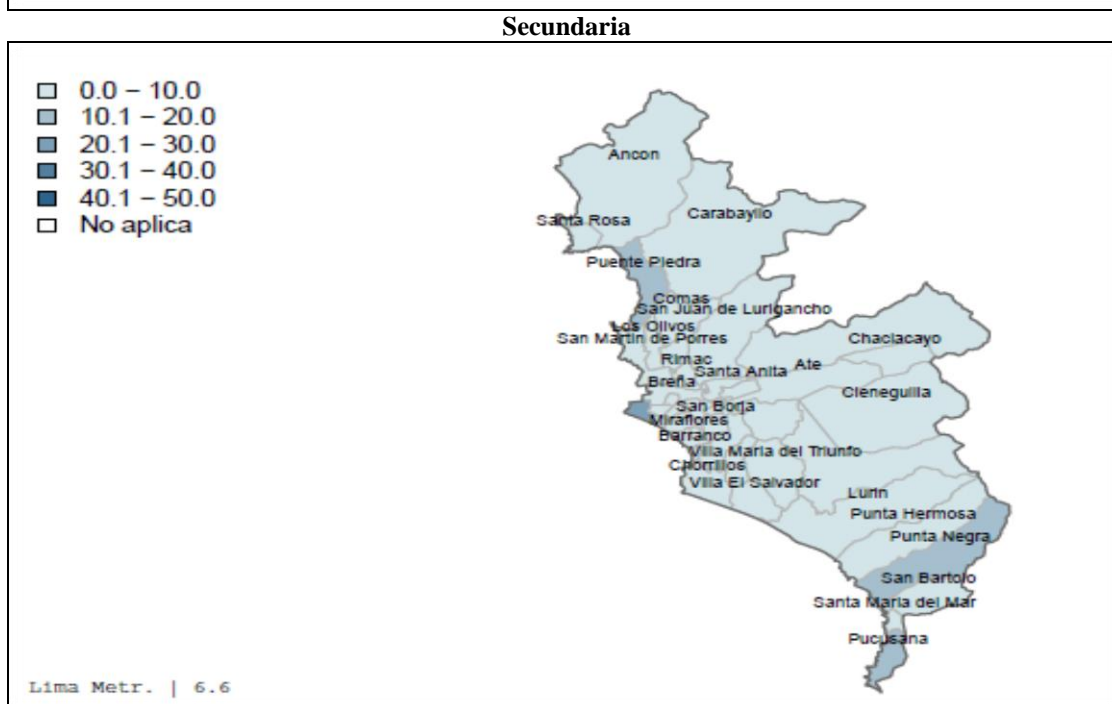 Secundaria
0.0 – 10.0
10.1 – 20.0
20.1 – 30.0
30.1 – 40.0
40.1 – 50.0
No aplica
Ancon
Carabayllo
Santa Rosa
Puente Piedra
Comas
San Juan de Lurigancho
Los Olivos
San Martin de Porres
Chaclacayo
Rimac
Ate
Santa Anita
Breña
Cieneguilla
San Borja
Miraflores
Barranco
Villa Maria del Triunfo
Chorrillos
Villa El Salvador
Lurin
Punta Hermosa
Punta Negra
San Bartolo
Santa Maria del Mar
Pucusana
Lima Metr. | 6.6